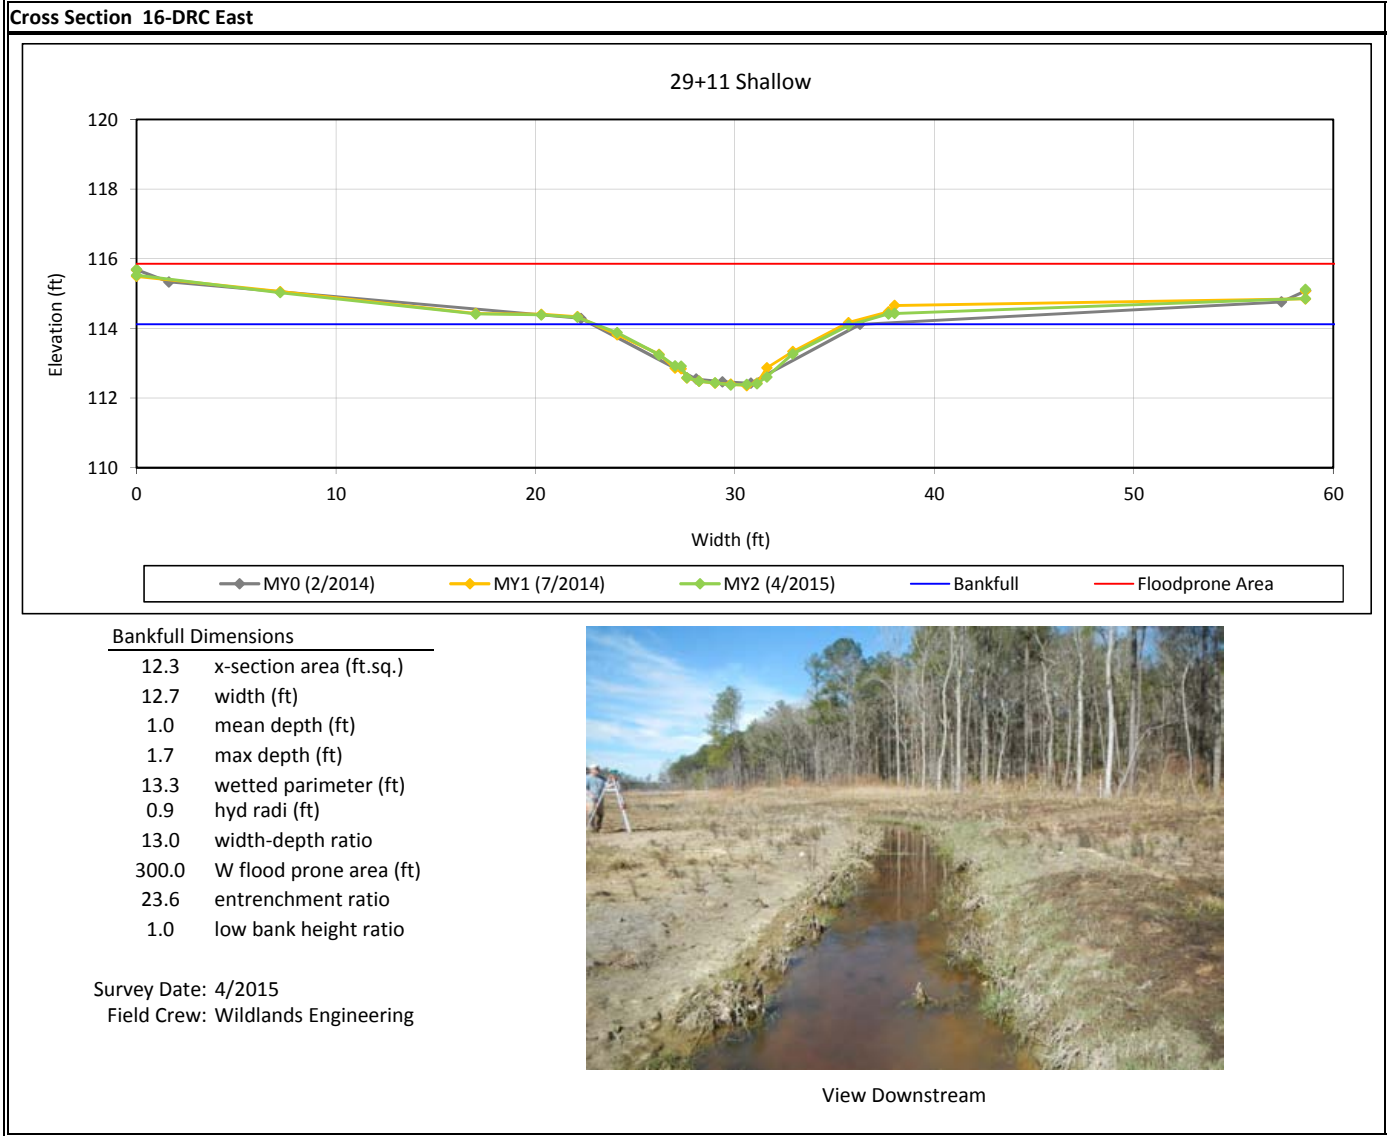 Cross Section 16-DRC East
29+11 Shallow
120
118
116
114
112
110
Elevation (ft)
0 10 20 30 40 50 60
Width (ft)
MY0 (2/2014) MY1 (7/2014) MY2 (4/2015) Bankfull Floodprone Area
Bankfull Dimensions
12.3 x-section area (ft.sq.)
12.7 width (ft)
1.0 mean depth (ft)
1.7 max depth (ft)
13.3 wetted parimeter (ft)
0.9 hyd radi (ft)
13.0 width-depth ratio
300.0 W flood prone area (ft)
23.6 entrenchment ratio
1.0 low bank height ratio
Survey Date: 4/2015
Field Crew: Wildlands Engineering
View Downstream